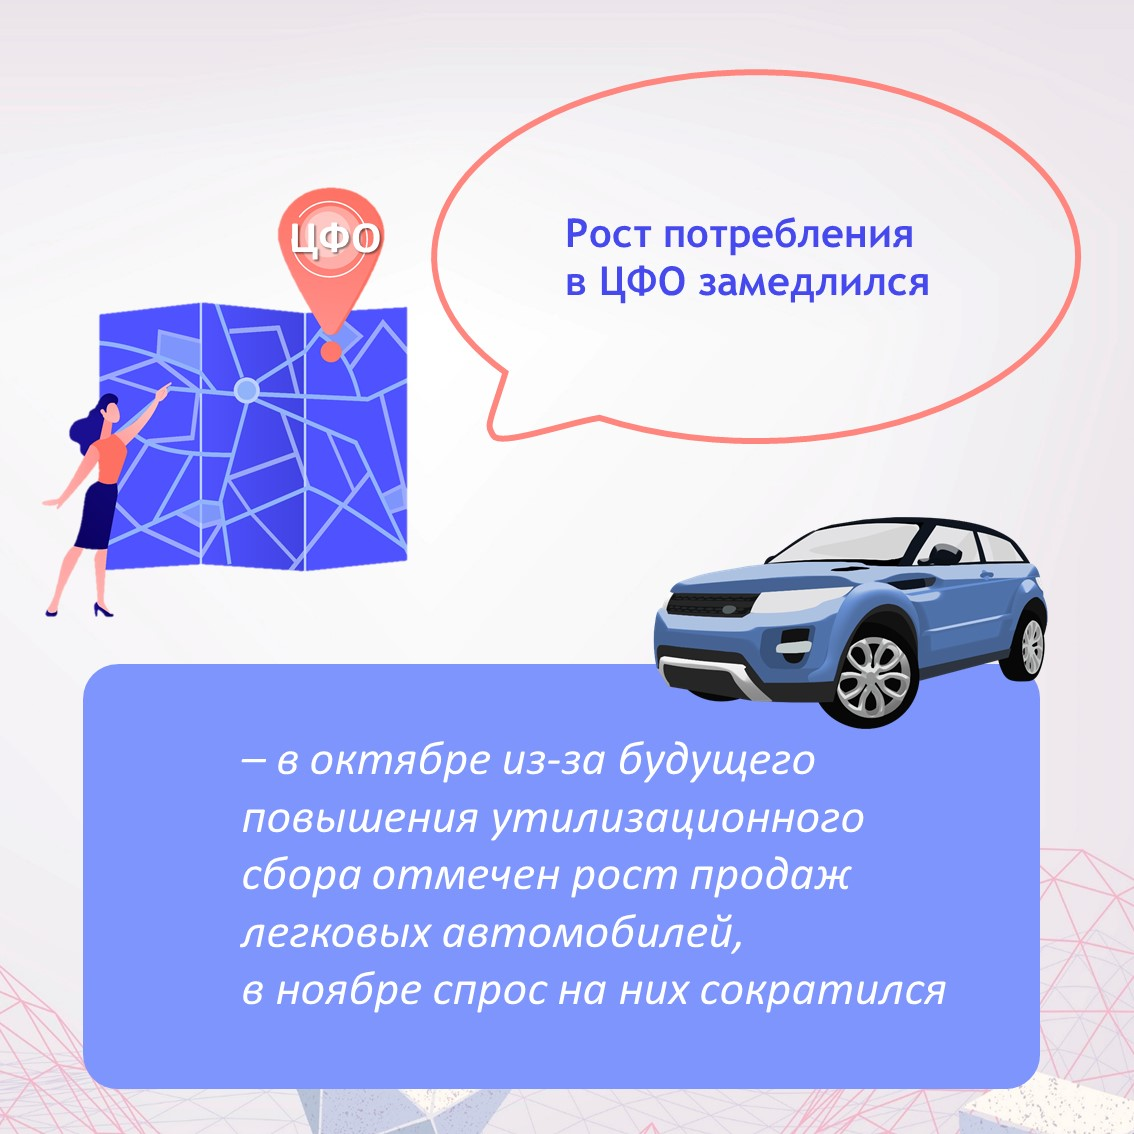 ЦФО
Рост потребления
в ЦФО замедлился
– в октябре из-за будущего
повышения утилизационного
сбора отмечен рост продаж
легковых автомобилей,
в ноябре спрос на них сократился